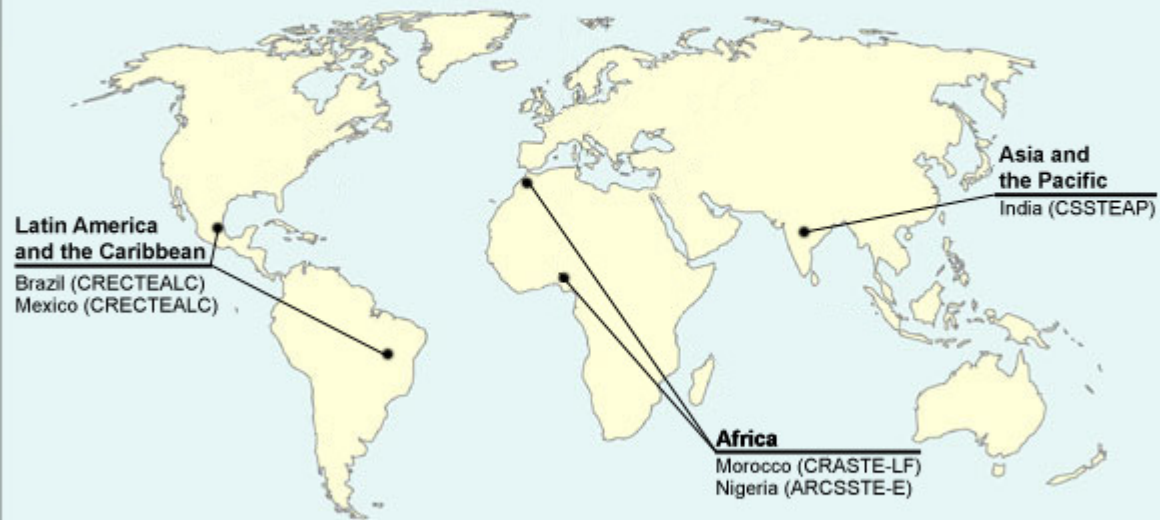 Latin America
and the Caribbean
Brazil (CRECTEALC)
Mexico (CRECTEALC)
Asia and
the Pacific
India (CSSTEAP)
Africa
Morocco (CRASTE-LF)
Nigeria (ARCSSTE-E)